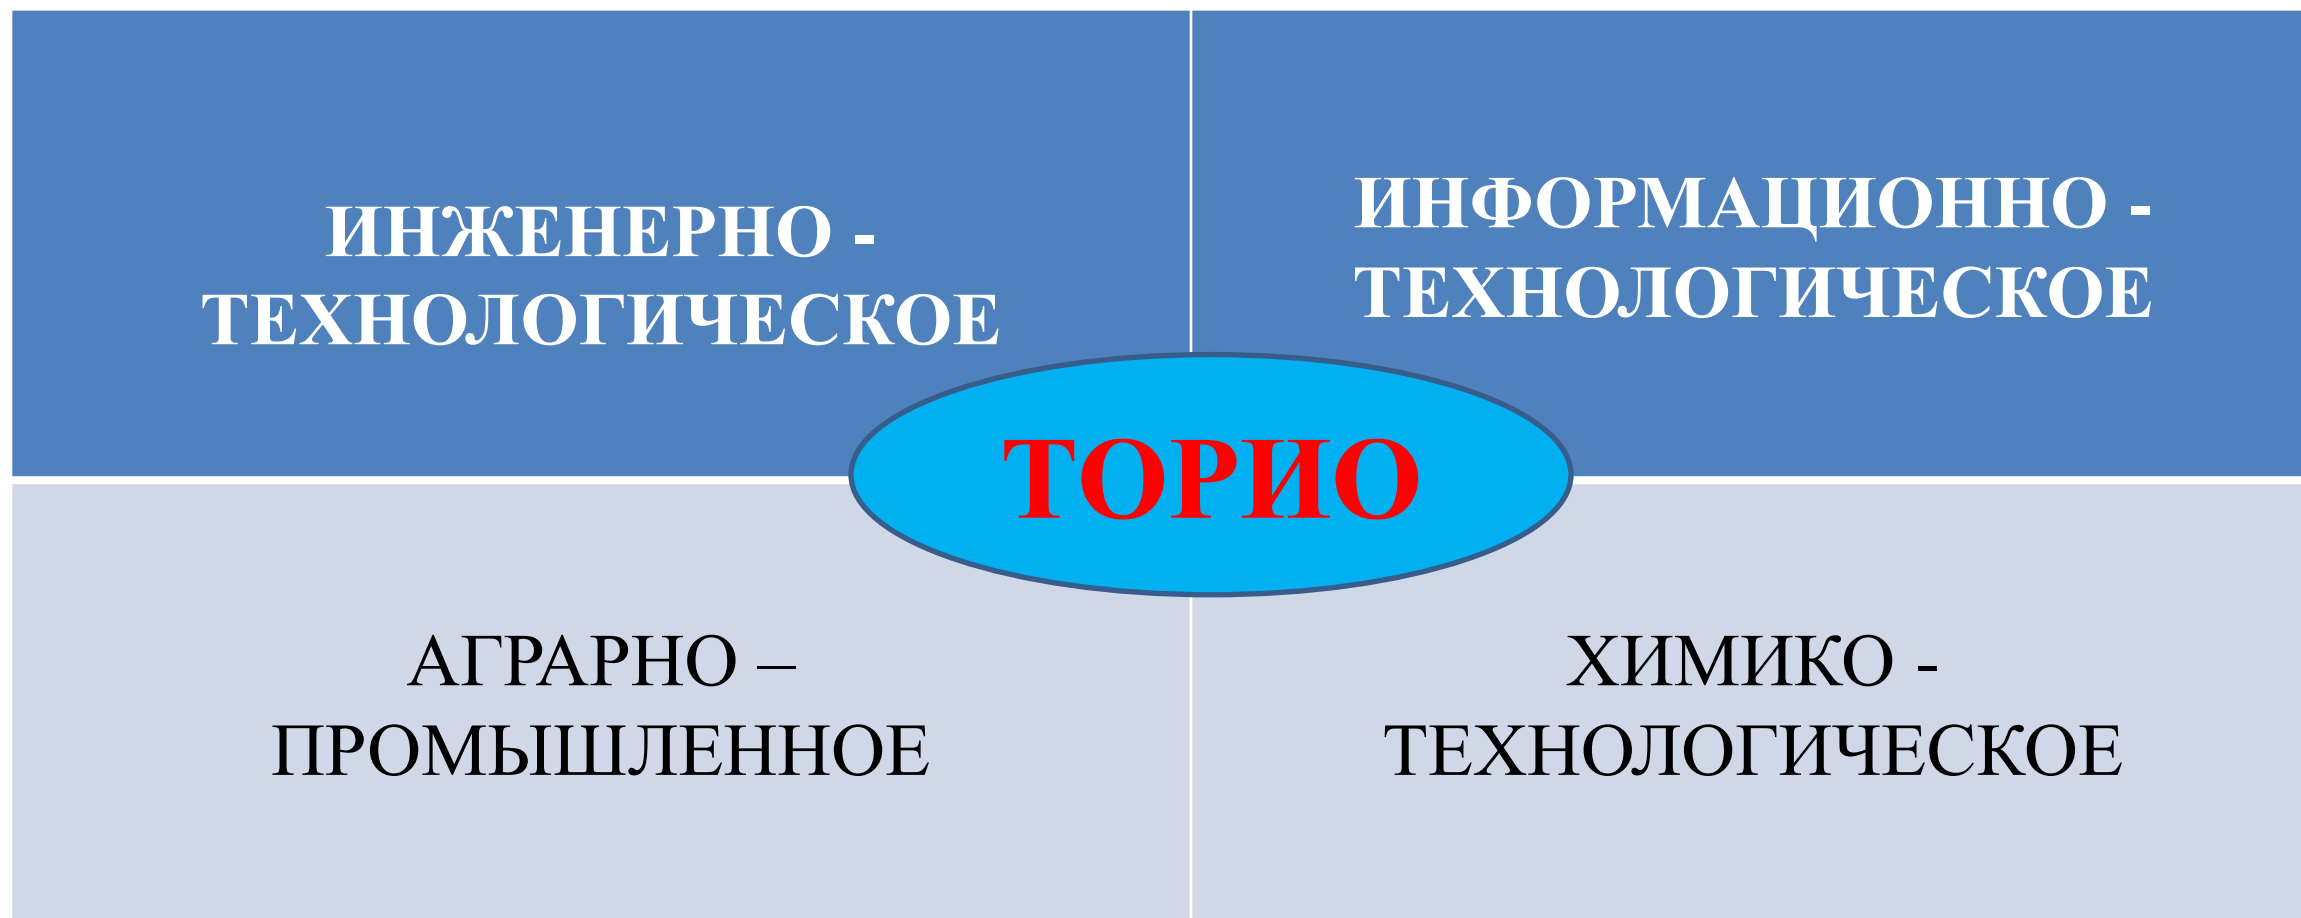 ИНЖЕНЕРНО -
ТЕХНОЛОГИЧЕСКОЕ
ИНФОРМАЦИОННО -
ТЕХНОЛОГИЧЕСКОЕ
ТОРИО
АГРАРНО –
ПРОМЫШЛЕННОЕ
ХИМИКО -
ТЕХНОЛОГИЧЕСКОЕ